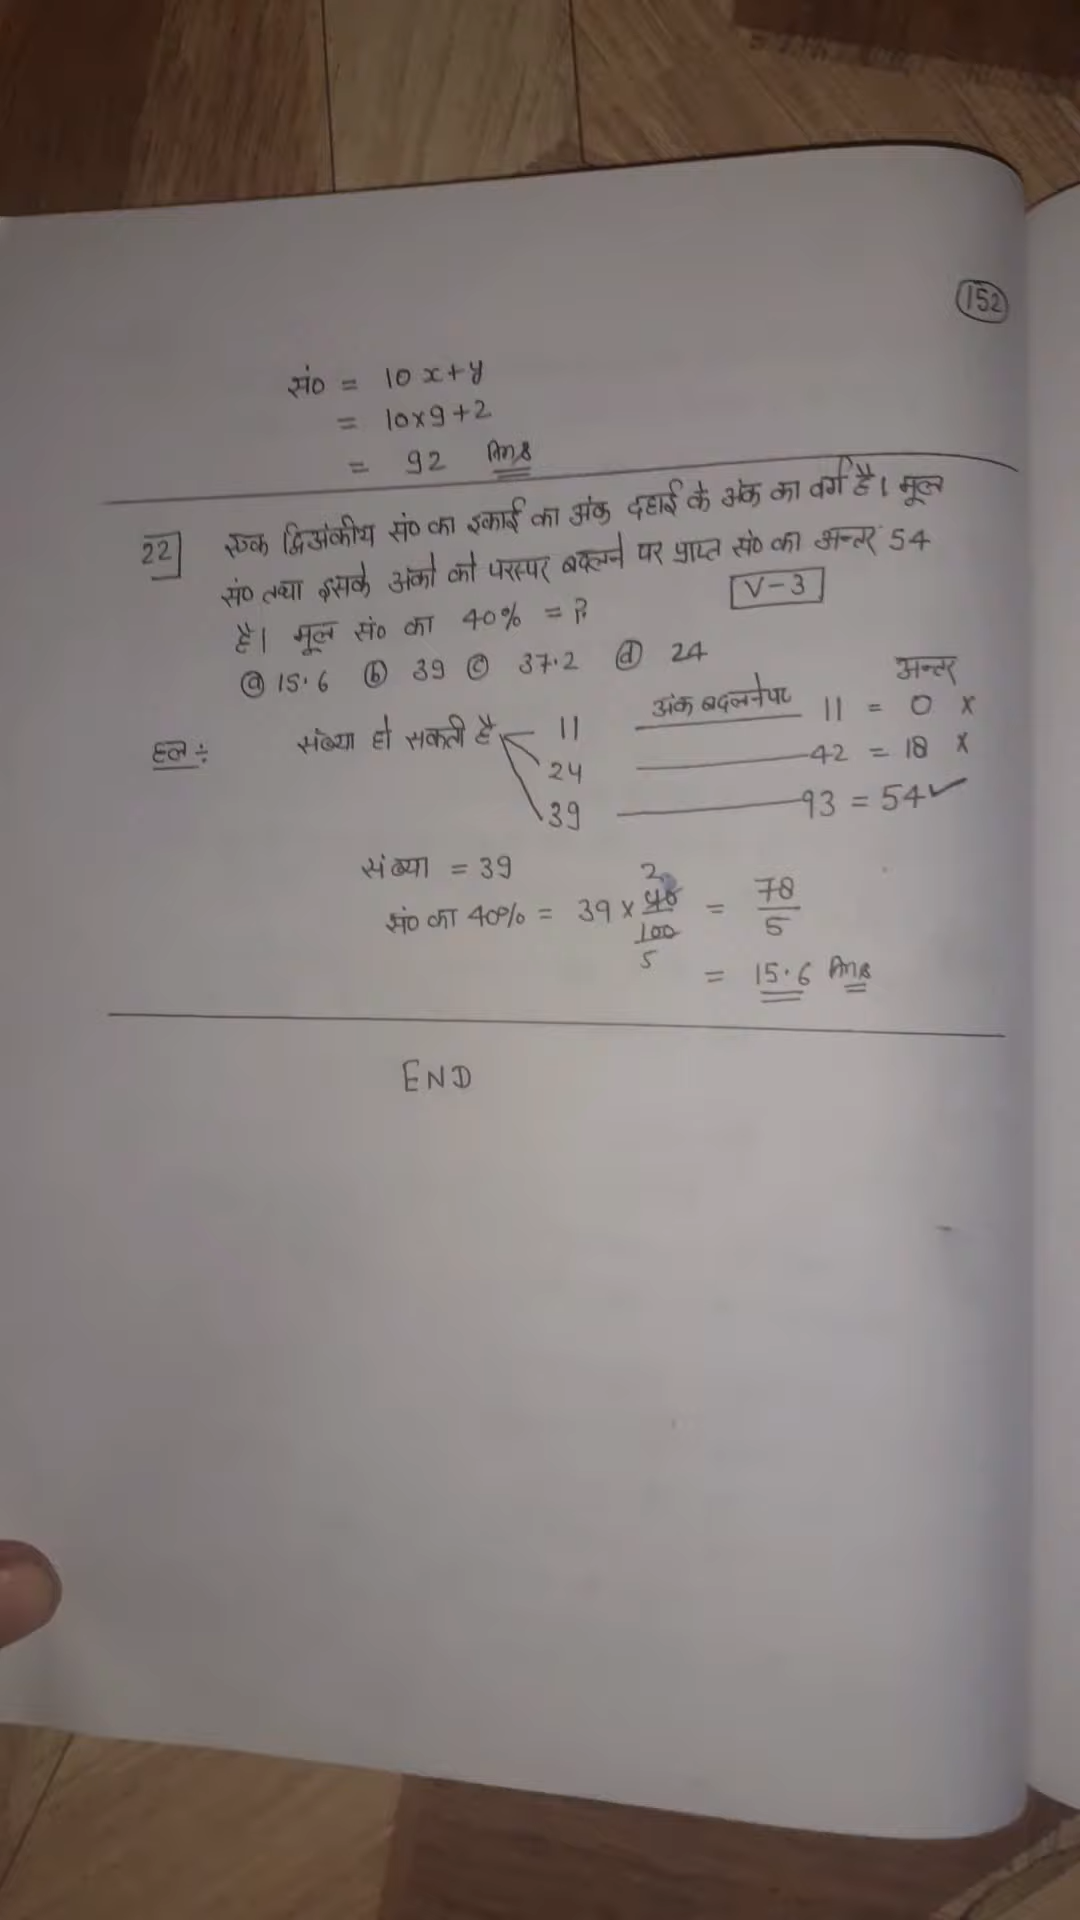 152
सं० = 10x+y
= 10×9+2
= 92 Ans
22] एक द्विअंकीय सं० का इकाई का अंक दहाई के अंक का वर्ग है। मूल
सं० तथा इसके अंको को परस्पर बदलने पर प्राप्त सं० का अन्तर 54
है। मूल सं० का 40% = ? V-3
(a) 15.6 (b) 39 (c) 37.2 (d) 24
अन्तर
हल÷ संख्या हो सकती है 11 अंक बदलने पर 11 = 0 ×
24 42 = 18 ×
39 93 = 54 ✓
संख्या = 39
सं० का 40% = 39 × 40/100 = 78/5
2
5
= 15.6 Ans
END